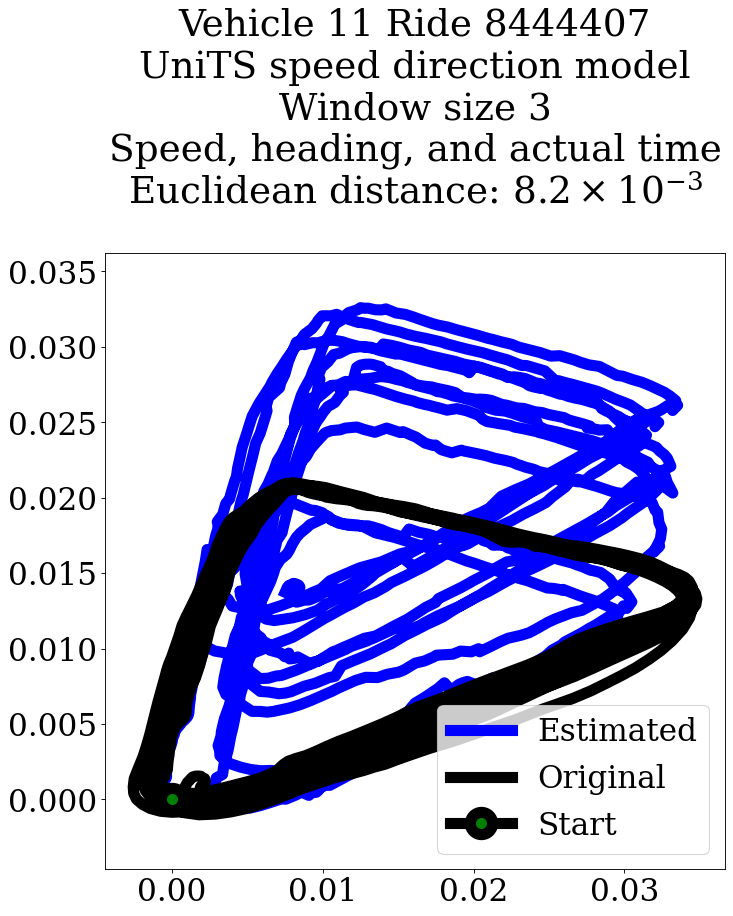 Vehicle 11 Ride 8444407
UniTS speed direction model
Window size 3
Speed, heading, and actual time
Euclidean distance: 8.2 × 10⁻³
0.035
0.030
0.025
0.020
0.015
0.010
0.005
0.000
Estimated
Original
Start
0.00 0.01 0.02 0.03